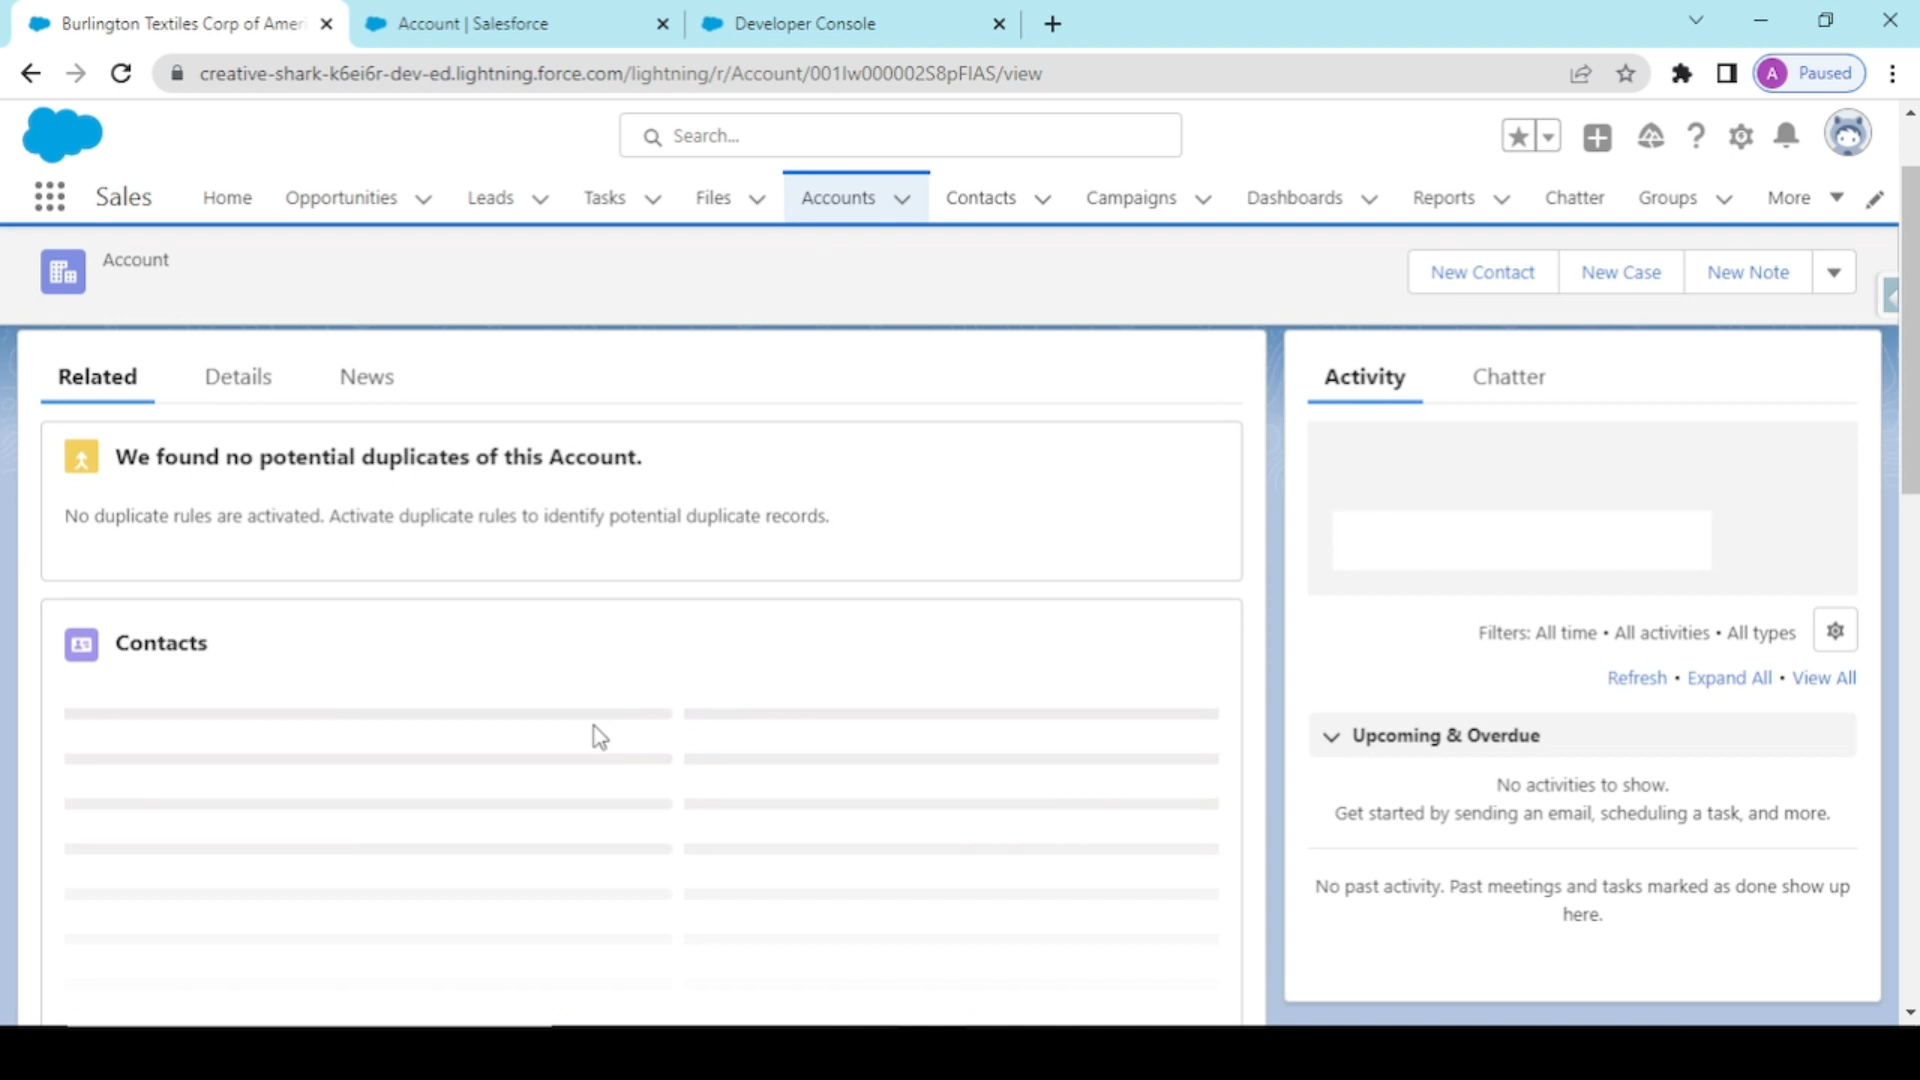 Burlington Textiles Corp of Ameri
Account | Salesforce
Developer Console
creative-shark-k6ei6r-dev-ed.lightning.force.com/lightning/r/Account/001Iw000002S8pFIAS/view
A Paused
Search...
Sales
Home
Opportunities
Leads
Tasks
Files
Accounts
Contacts
Campaigns
Dashboards
Reports
Chatter
Groups
More
Account
New Contact
New Case
New Note
Related
Details
News
We found no potential duplicates of this Account.
No duplicate rules are activated. Activate duplicate rules to identify potential duplicate records.
Contacts
Activity
Chatter
Filters: All time • All activities • All types
Refresh • Expand All • View All
Upcoming & Overdue
No activities to show.
Get started by sending an email, scheduling a task, and more.
No past activity. Past meetings and tasks marked as done show up
here.